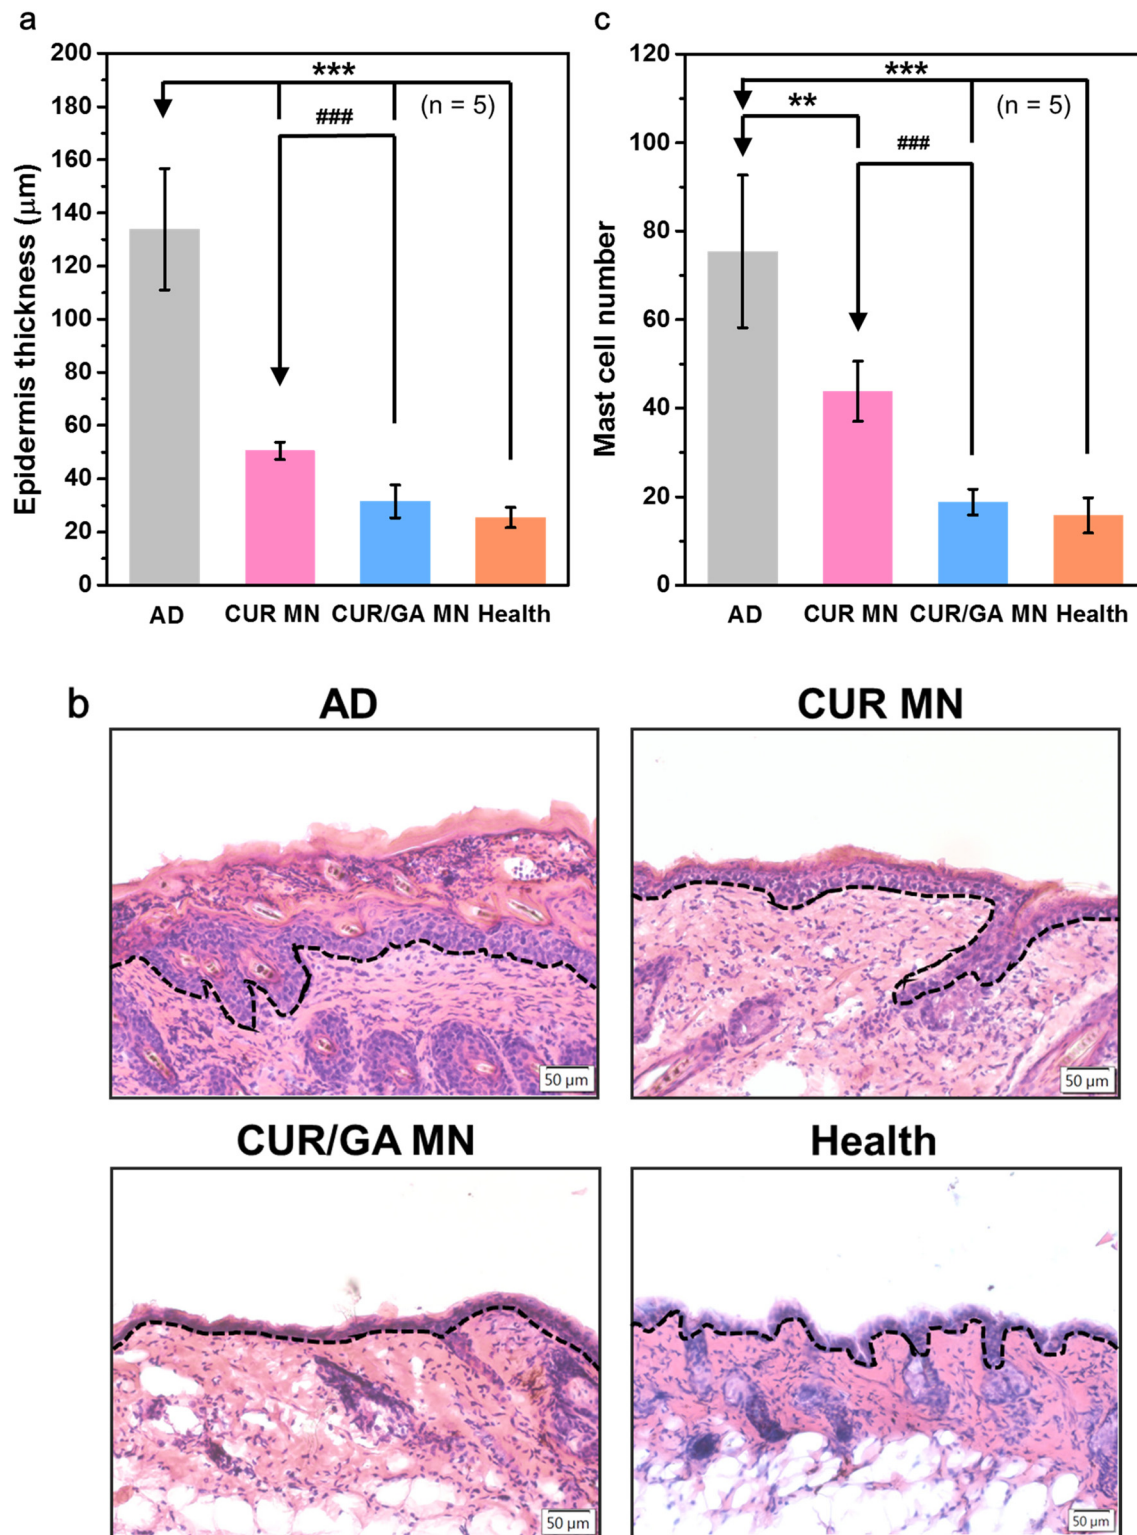 a
200
180
160
140
120
100
80
60
40
20
0
Epidermis thickness (μm)
***
###
(n = 5)
AD CUR MN CUR/GA MN Health
c
120
100
80
60
40
20
0
Mast cell number
***
**
###
(n = 5)
AD CUR MN CUR/GA MN Health
b
AD
50 µm
CUR MN
50 µm
CUR/GA MN
50 µm
Health
50 µm